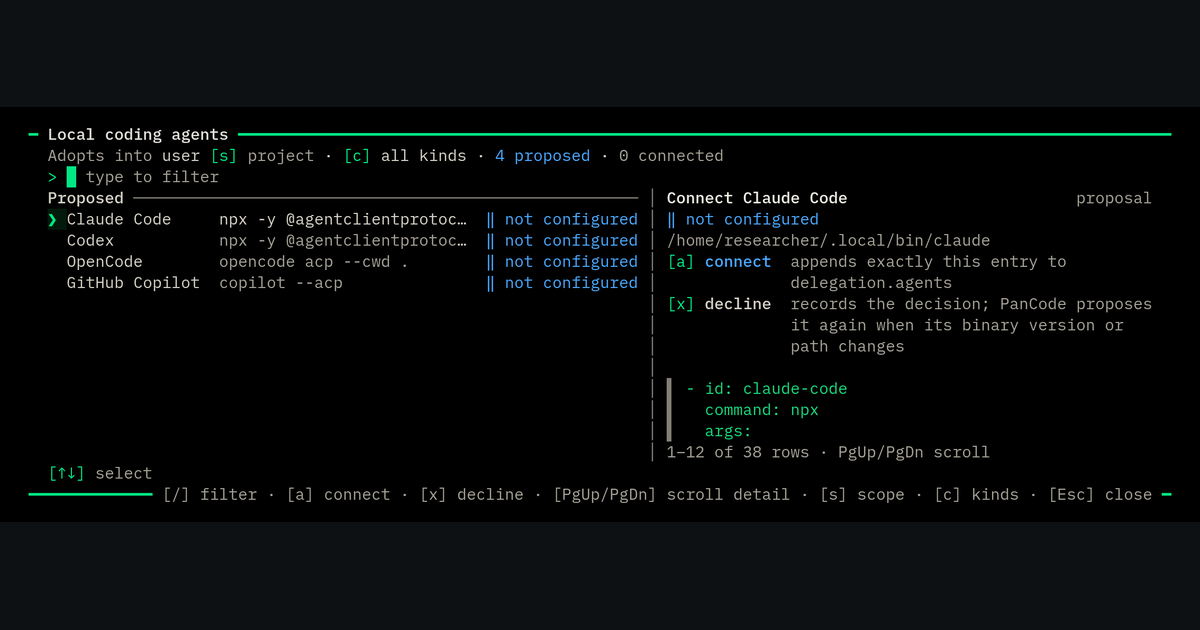 Local coding agents
Adopts into user [s] project · [c] all kinds · 4 proposed · 0 connected
> type to filter
Proposed
❯ Claude Code npx -y @agentclientprotoc… ‖ not configured
Codex npx -y @agentclientprotoc… ‖ not configured
OpenCode opencode acp --cwd . ‖ not configured
GitHub Copilot copilot --acp ‖ not configured
Connect Claude Code proposal
‖ not configured
/home/researcher/.local/bin/claude
[a] connect appends exactly this entry to
delegation.agents
[x] decline records the decision; PanCode proposes
it again when its binary version or
path changes
- id: claude-code
command: npx
args:
1–12 of 38 rows · PgUp/PgDn scroll
[↑↓] select
[/] filter · [a] connect · [x] decline · [PgUp/PgDn] scroll detail · [s] scope · [c] kinds · [Esc] close